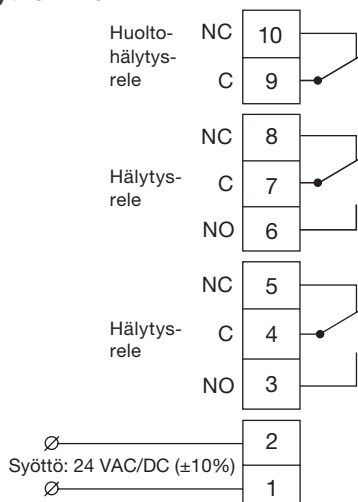 Huolto-
hälytys-
rele
NC 10
C 9
Hälytys-
rele
NC 8
C 7
NO 6
Hälytys-
rele
NC 5
C 4
NO 3
2
Syöttö: 24 VAC/DC (±10%)
1